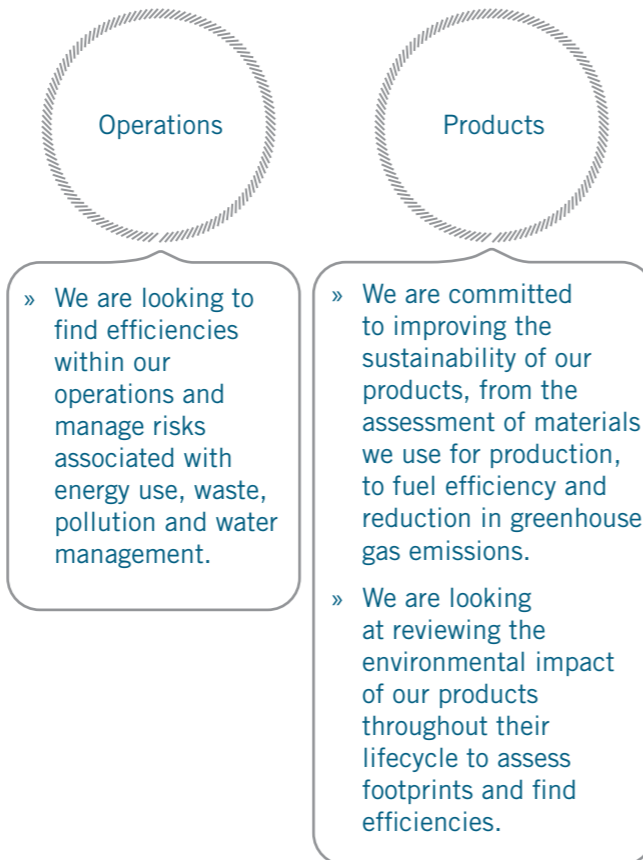 Operations
» We are looking to
find efficiencies
within our
operations and
manage risks
associated with
energy use, waste,
pollution and water
management.
Products
» We are committed
to improving the
sustainability of our
products, from the
assessment of materials
we use for production,
to fuel efficiency and
reduction in greenhouse
gas emissions.
» We are looking
at reviewing the
environmental impact
of our products
throughout their
lifecycle to assess
footprints and find
efficiencies.